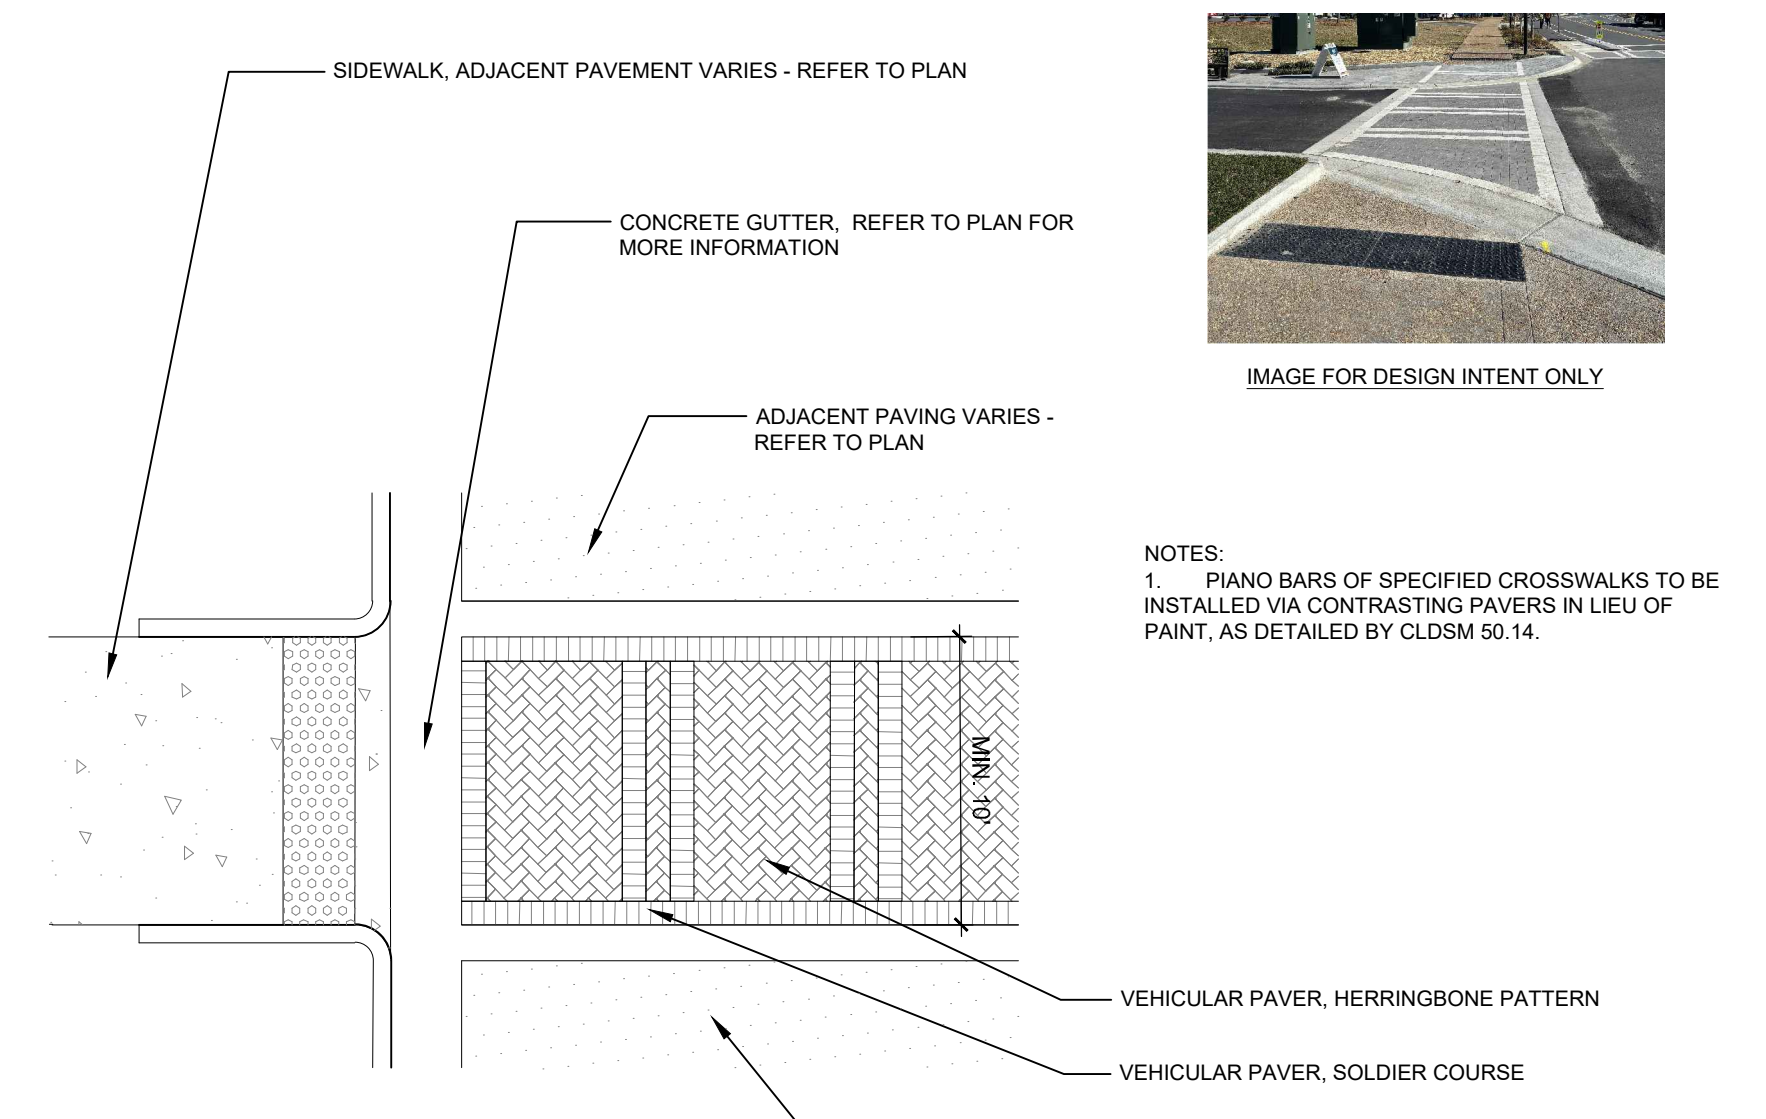 SIDEWALK, ADJACENT PAVEMENT VARIES - REFER TO PLAN
CONCRETE GUTTER, REFER TO PLAN FOR
MORE INFORMATION
IMAGE FOR DESIGN INTENT ONLY
ADJACENT PAVING VARIES -
REFER TO PLAN
NOTES:
1. PIANO BARS OF SPECIFIED CROSSWALKS TO BE
INSTALLED VIA CONTRASTING PAVERS IN LIEU OF
PAINT, AS DETAILED BY CLDSM 50.14.
MIN. 10'
VEHICULAR PAVER, HERRINGBONE PATTERN
VEHICULAR PAVER, SOLDIER COURSE